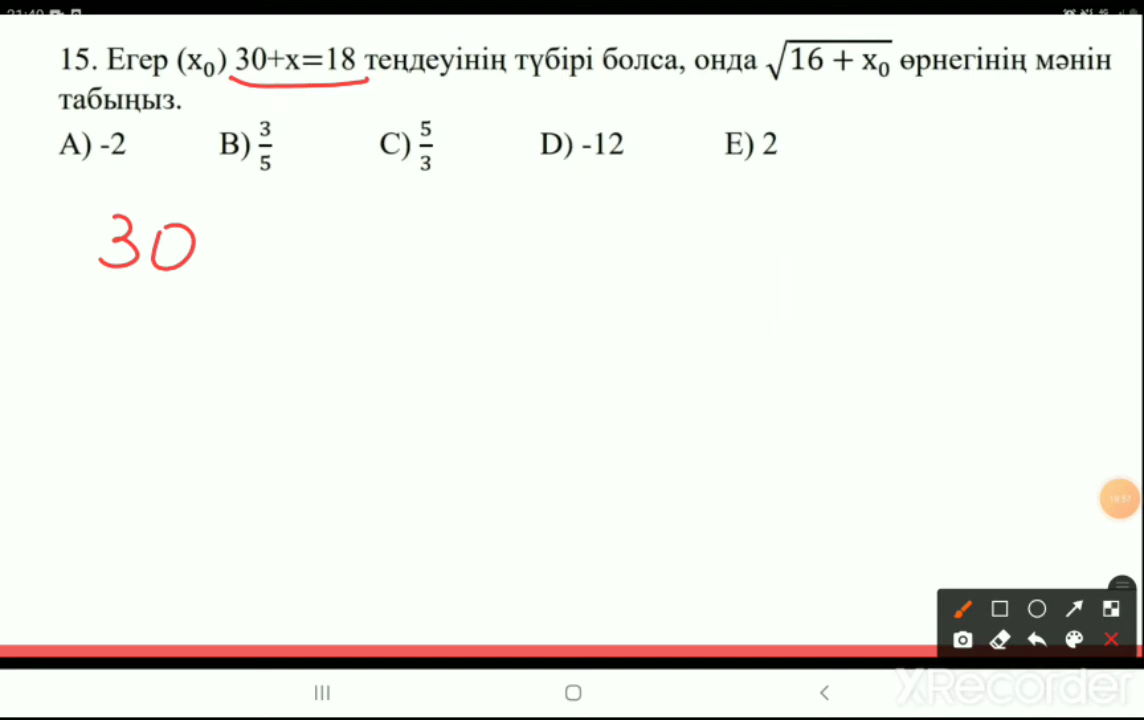 15. Егер (x₀) 30+x=18 теңдеуінің түбірі болса, онда √(16 + x₀) өрнегінің мәнін
табыңыз.
A) -2 B) 3/5 C) 5/3 D) -12 E) 2
30
XRecorder